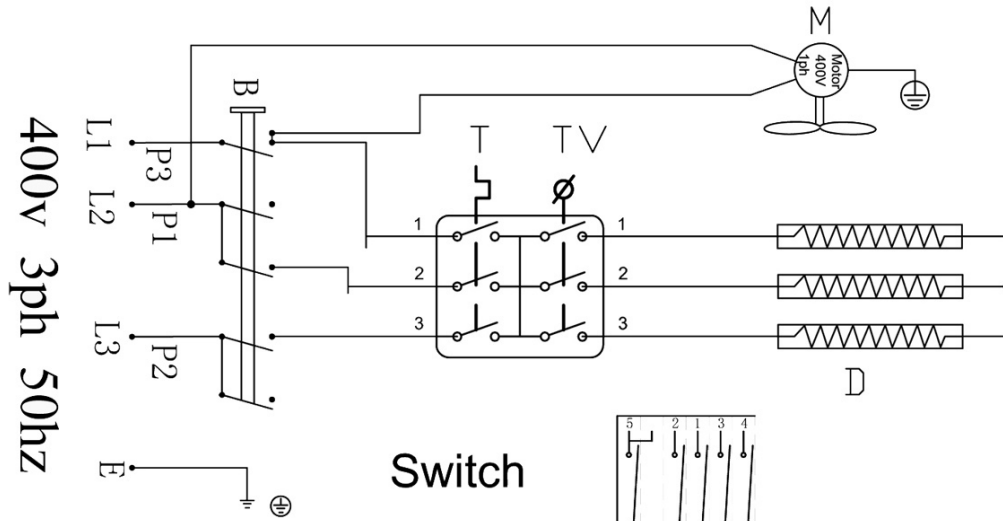 400v 3ph 50hz
L1
P3
L2
P1
L3
P2
E
B
M
Motor
400V
1ph
T TV
1 1
2 2
3 3
D
Switch
5 2 1 3 4